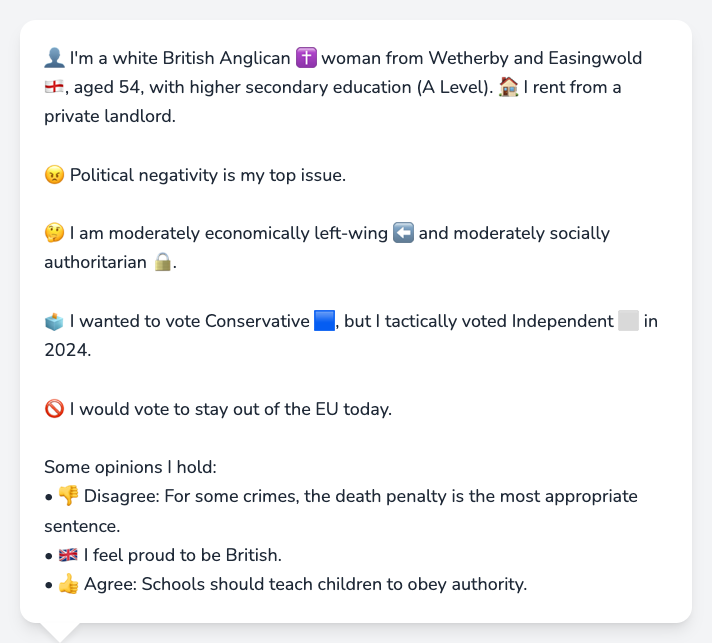 👤 I'm a white British Anglican ✝️ woman from Wetherby and Easingwold
🏴󠁧󠁢󠁥󠁮󠁧󠁿, aged 54, with higher secondary education (A Level). 🏠 I rent from a
private landlord.
😠 Political negativity is my top issue.
🤔 I am moderately economically left-wing ⬅️ and moderately socially
authoritarian 🔒.
🗳️ I wanted to vote Conservative 🟦, but I tactically voted Independent ⬜ in
2024.
🚫 I would vote to stay out of the EU today.
Some opinions I hold:
• 👎 Disagree: For some crimes, the death penalty is the most appropriate
sentence.
• 🇬🇧 I feel proud to be British.
• 👍 Agree: Schools should teach children to obey authority.